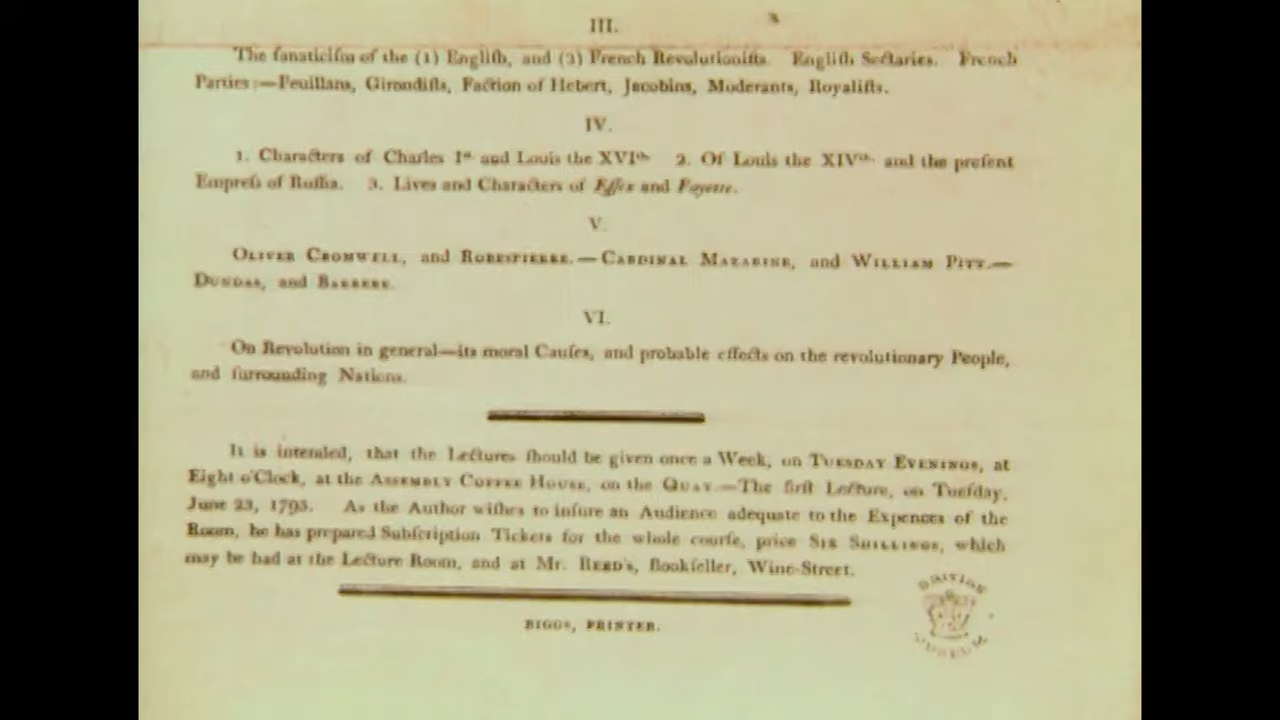 III.
The fanaticiſm of the (1) Engliſh, and (2) French Revolutioniſts. Engliſh Sectaries. French
Parties:—Feuillans, Girondiſts, Faction of Hebert, Jacobins, Moderants, Royaliſts.
IV.
1. Characters of Charles Iſt and Louis the XVIth 2. Of Louis the XIVth. and the preſent
Empreſs of Ruſſia. 3. Lives and Characters of Eſſex and Fayette.
V.
OLIVER CROMWELL, and ROBESPIERRE.—CARDINAL MAZARINE, and WILLIAM PITT.—
DUNDAS, and BARRERE.
VI.
On Revolution in general—its moral Cauſes, and probable effects on the revolutionary People,
and ſurrounding Nations.
It is intended, that the Lectures ſhould be given once a Week, on TUESDAY EVENINGS, at
Eight o'Clock, at the ASSEMBLY COFFEE HOUSE, on the QUAY.—The firſt Lecture, on Tueſday,
June 23, 1795. As the Author wiſhes to inſure an Audience adequate to the Expences of the
Room, he has prepared Subſcription Tickets for the whole courſe, price SIX SHILLINGS, which
may be had at the Lecture Room, and at Mr. REED's, Bookſeller, Wine-Street.
BIGGS, PRINTER.
BRITISH
MUSEUM